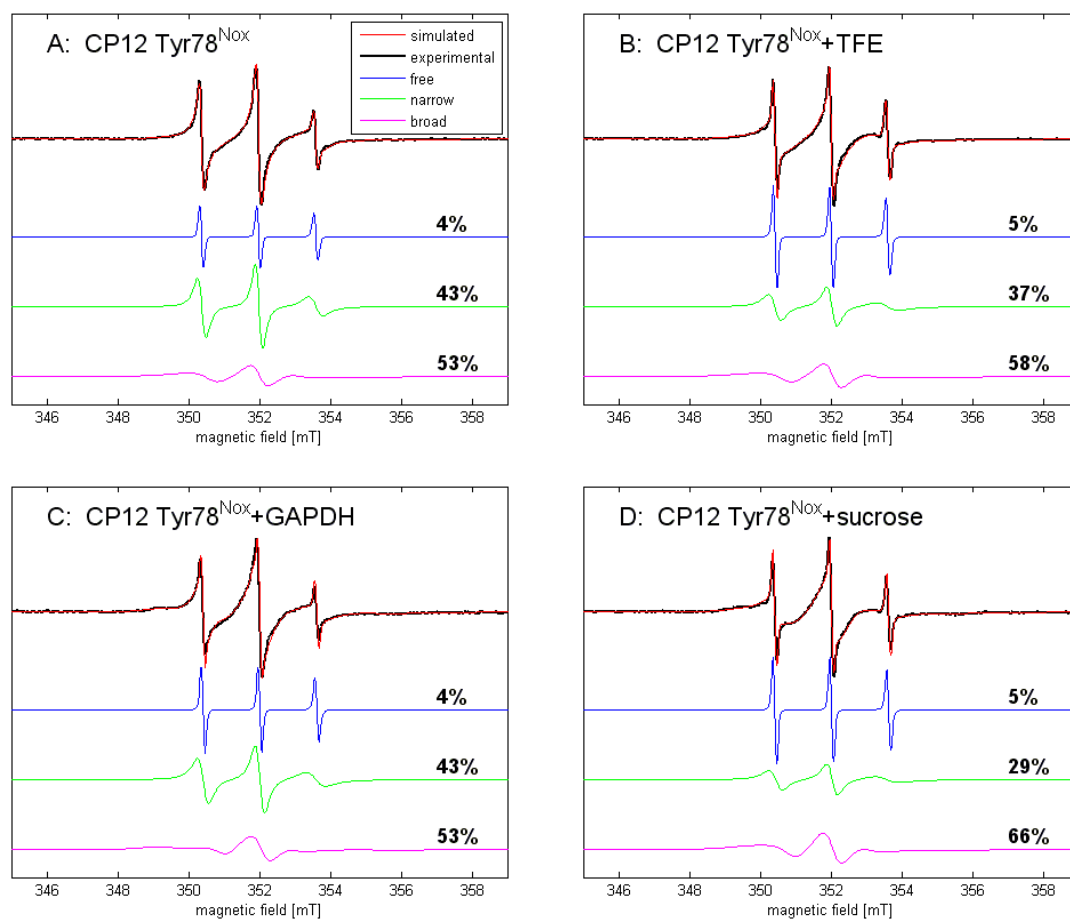 A: CP12 Tyr78Nox
simulated
experimental
free
narrow
broad
4%
43%
53%
346 348 350 352 354 356 358
magnetic field [mT]
B: CP12 Tyr78Nox+TFE
5%
37%
58%
346 348 350 352 354 356 358
magnetic field [mT]
C: CP12 Tyr78Nox+GAPDH
4%
43%
53%
346 348 350 352 354 356 358
magnetic field [mT]
D: CP12 Tyr78Nox+sucrose
5%
29%
66%
346 348 350 352 354 356 358
magnetic field [mT]